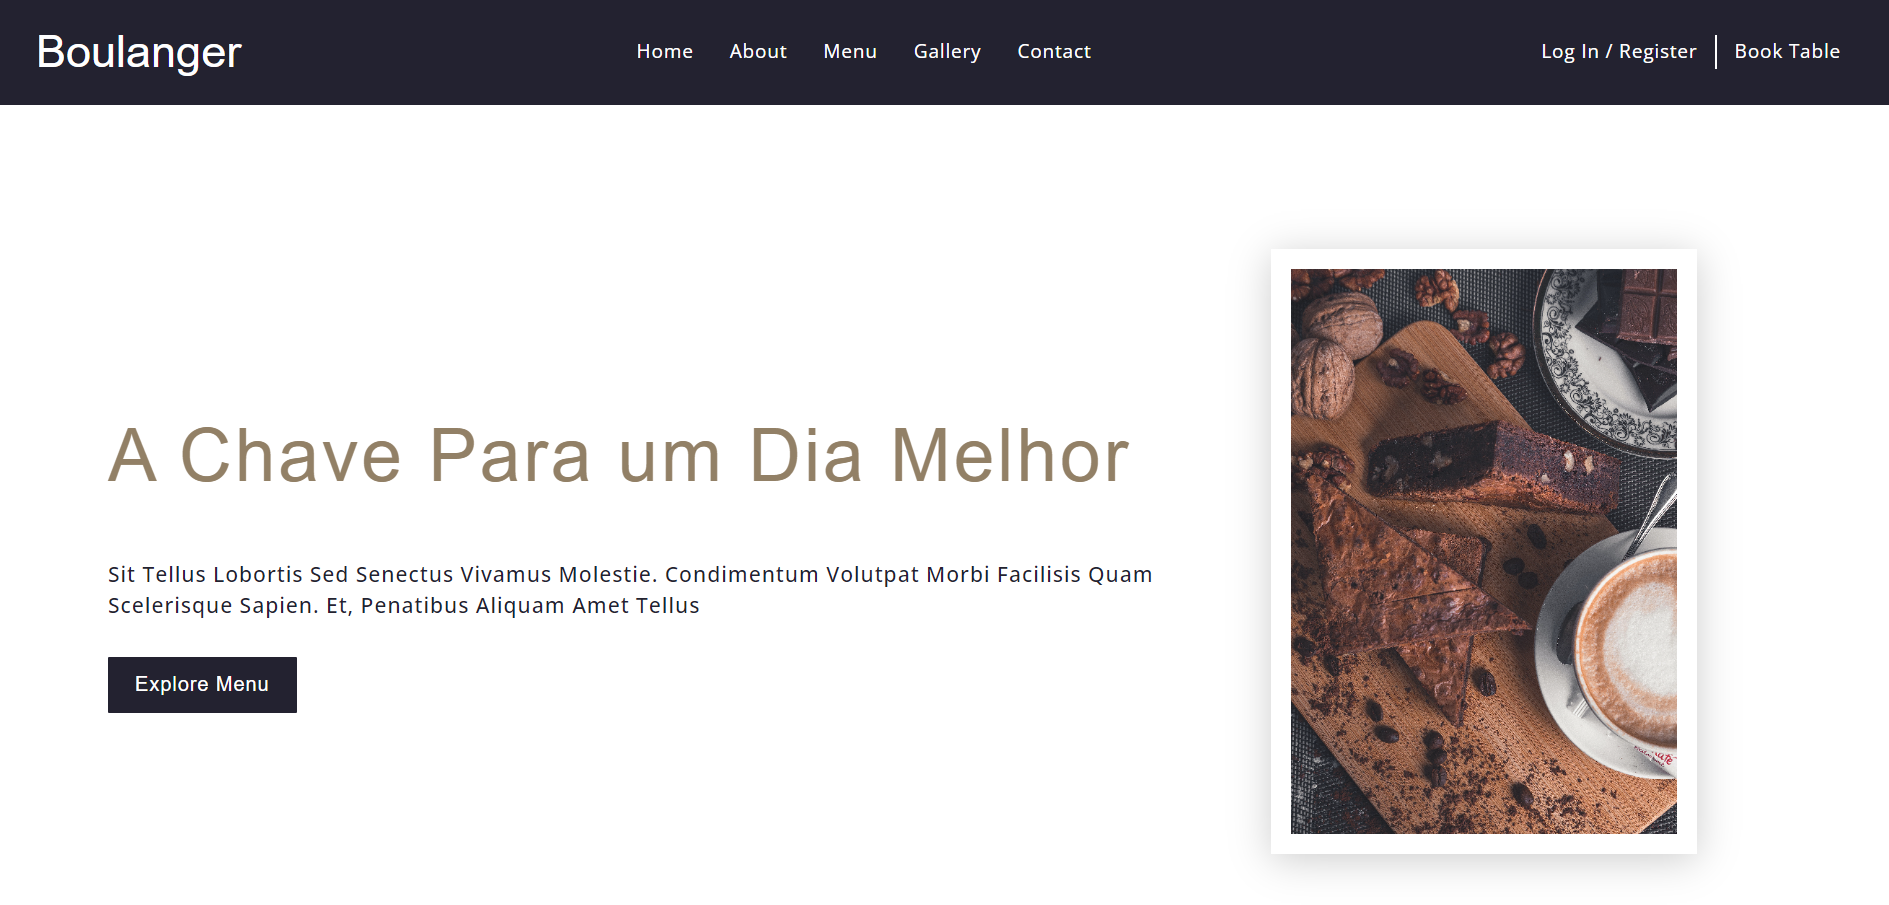 Boulanger
Home About Menu Gallery Contact
Log In / Register Book Table
A Chave Para um Dia Melhor
Sit Tellus Lobortis Sed Senectus Vivamus Molestie. Condimentum Volutpat Morbi Facilisis Quam
Scelerisque Sapien. Et, Penatibus Aliquam Amet Tellus
Explore Menu